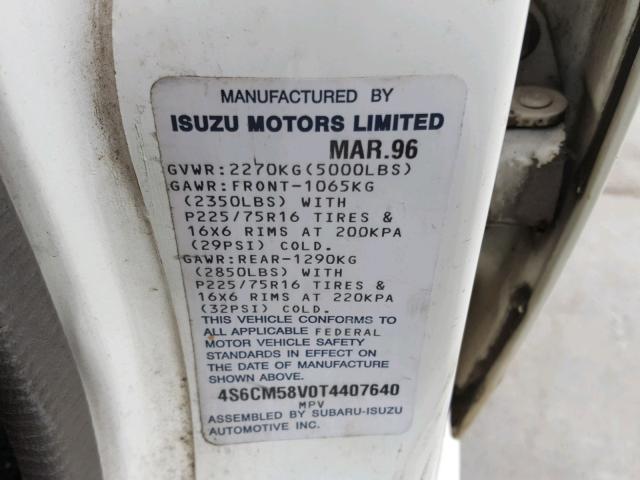 MANUFACTURED BY
ISUZU MOTORS LIMITED
MAR.96
GVWR:2270KG(5000LBS)
GAWR:FRONT-1065KG
(2350LBS) WITH
P225/75R16 TIRES &
16X6 RIMS AT 200KPA
(29PSI) COLD.
GAWR:REAR-1290KG
(2850LBS) WITH
P225/75R16 TIRES &
16X6 RIMS AT 220KPA
(32PSI) COLD.
THIS VEHICLE CONFORMS TO
ALL APPLICABLE FEDERAL
MOTOR VEHICLE SAFETY
STANDARDS IN EFFECT ON
THE DATE OF MANUFACTURE
SHOWN ABOVE.
4S6CM58V0T4407640
MPV
ASSEMBLED BY SUBARU-ISUZU
AUTOMOTIVE INC.